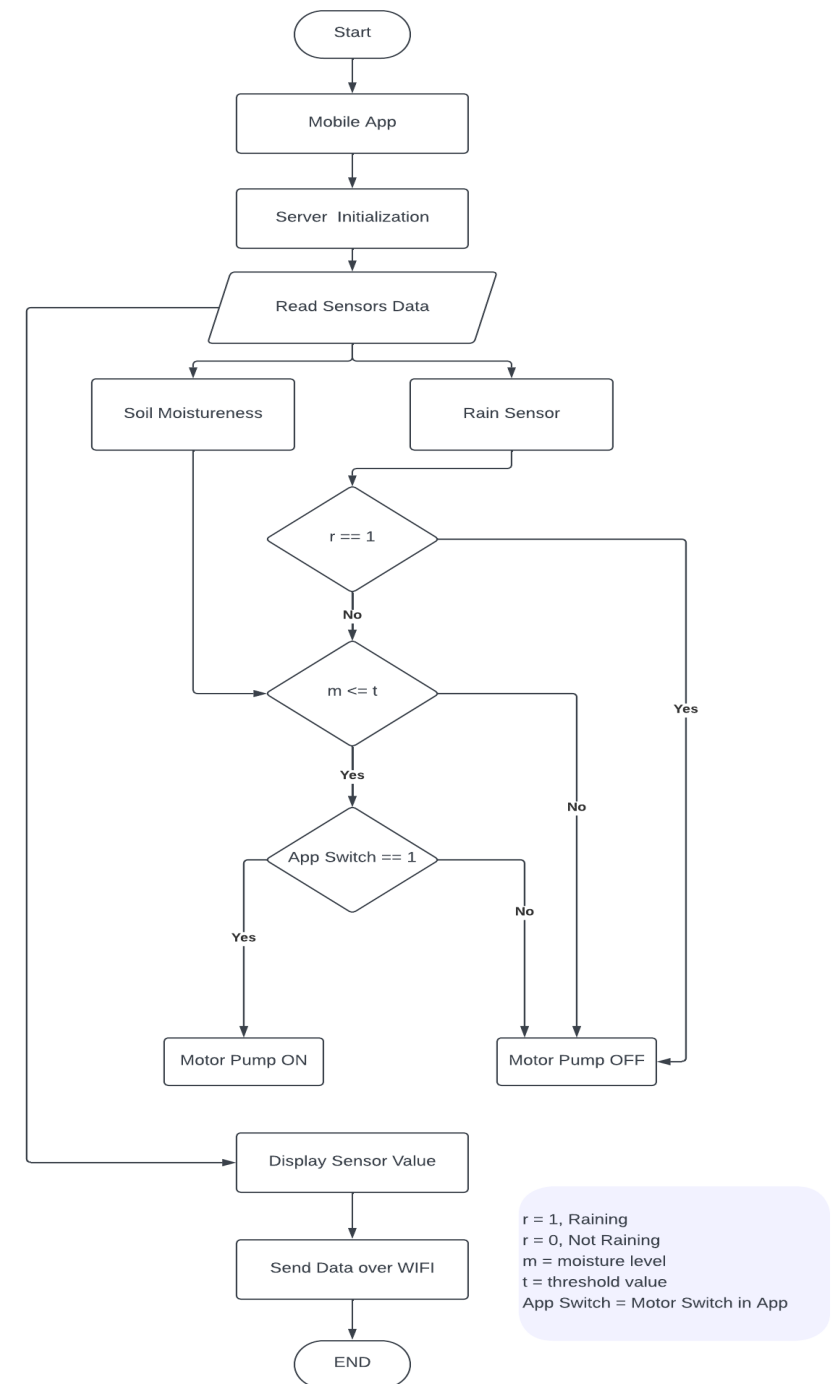 Start
Mobile App
Server Initialization
Read Sensors Data
Soil Moistureness
Rain Sensor
r == 1
No
m <= t
Yes
Yes
No
App Switch == 1
No
Yes
Motor Pump ON
Motor Pump OFF
Display Sensor Value
Send Data over WIFI
END
r = 1, Raining
r = 0, Not Raining
m = moisture level
t = threshold value
App Switch = Motor Switch in App